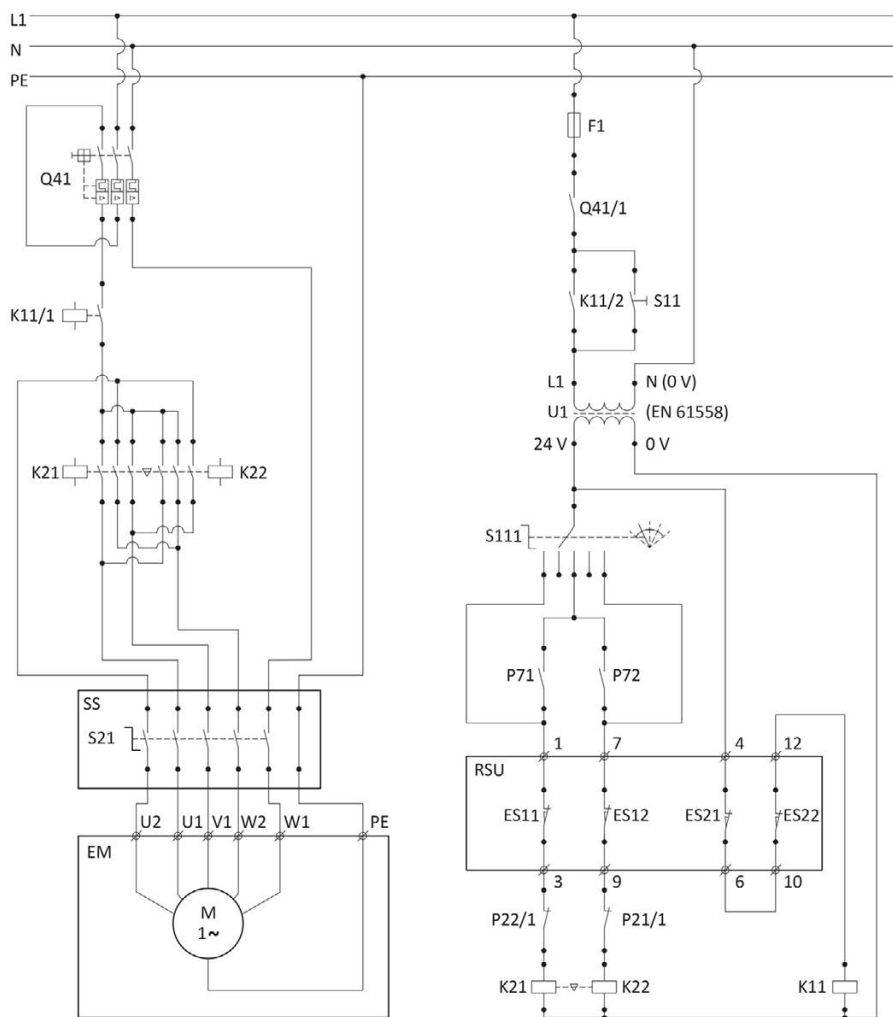 L1
N
PE
F1
Q41
Q41/1
K11/1
K11/2
S11
L1
N (0 V)
U1
(EN 61558)
24 V
0 V
K21
K22
S111
P71
P72
SS
S21
1
7
4
12
RSU
ES11
ES12
ES21
ES22
U2
U1
V1
W2
W1
PE
EM
3
9
6
10
M
1~
P22/1
P21/1
K21
K22
K11